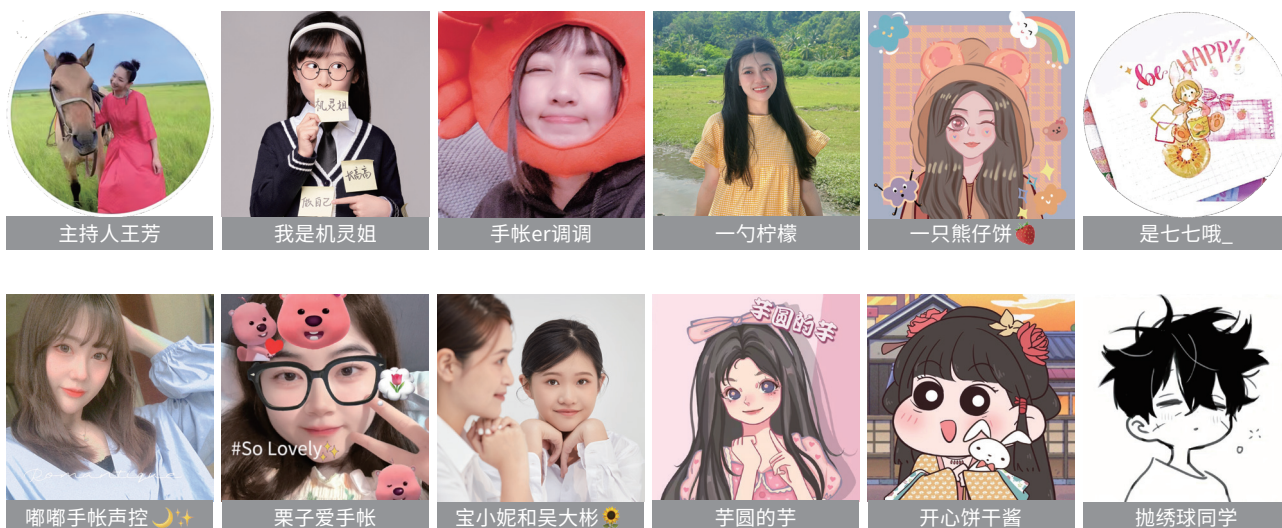 机灵姐
我高高
做自己
be HAPPY
主持人王芳
我是机灵姐
手帐er调调
一勺柠檬
一只熊仔饼🍓
是七七哦_
芋圆的芋
#So Lovely✨
嘟嘟手帐声控🌙✨
栗子爱手帐
宝小妮和吴大彬🌻
芋圆的芋
开心饼干酱
抛绣球同学